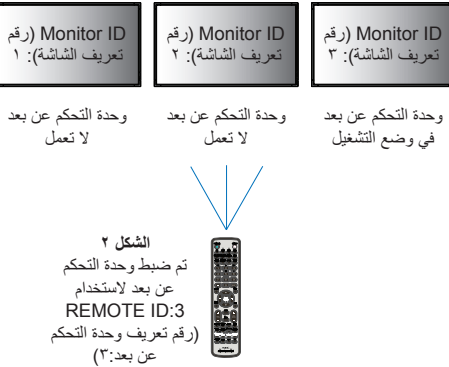 Monitor ID (رقم
تعريف الشاشة): ٣
Monitor ID (رقم
تعريف الشاشة): ٢
Monitor ID (رقم
تعريف الشاشة): ١
وحدة التحكم عن بعد
في وضع التشغيل
وحدة التحكم عن بعد
لا تعمل
وحدة التحكم عن بعد
لا تعمل
الشكل ٢
تم ضبط وحدة التحكم
عن بعد لاستخدام
REMOTE ID:3
(رقم تعريف وحدة التحكم
عن بعد:٣)